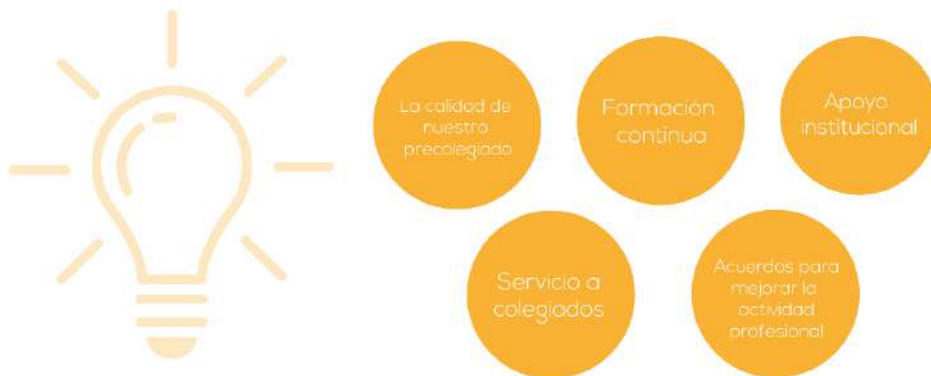 La calidad de
nuestro
precolegiado
Formación
continua
Apoyo
institucional
Servicio a
colegiados
Acuerdos para
mejorar la
actividad
profesional